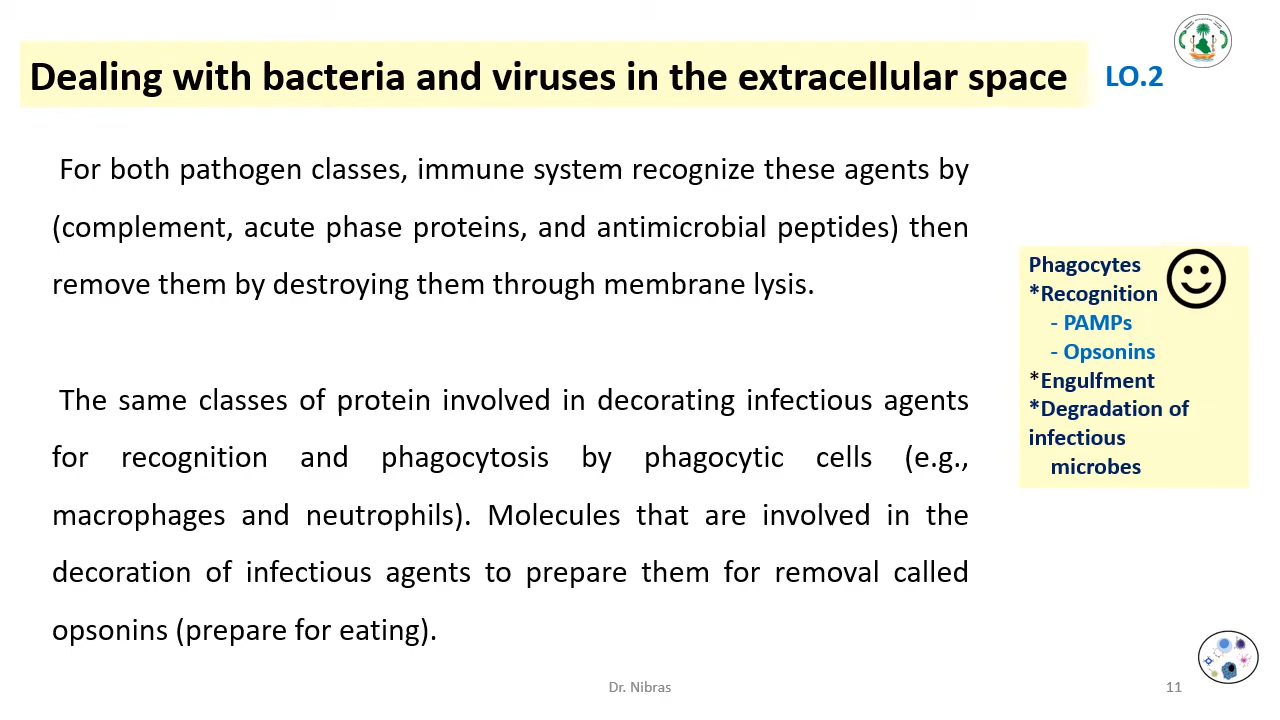 Dealing with bacteria and viruses in the extracellular space
LO.2
For both pathogen classes, immune system recognize these agents by
(complement, acute phase proteins, and antimicrobial peptides) then
remove them by destroying them through membrane lysis.
The same classes of protein involved in decorating infectious agents
for recognition and phagocytosis by phagocytic cells (e.g.,
macrophages and neutrophils). Molecules that are involved in the
decoration of infectious agents to prepare them for removal called
opsonins (prepare for eating).
Phagocytes
*Recognition
- PAMPs
- Opsonins
*Engulfment
*Degradation of
infectious
microbes
Dr. Nibras
11